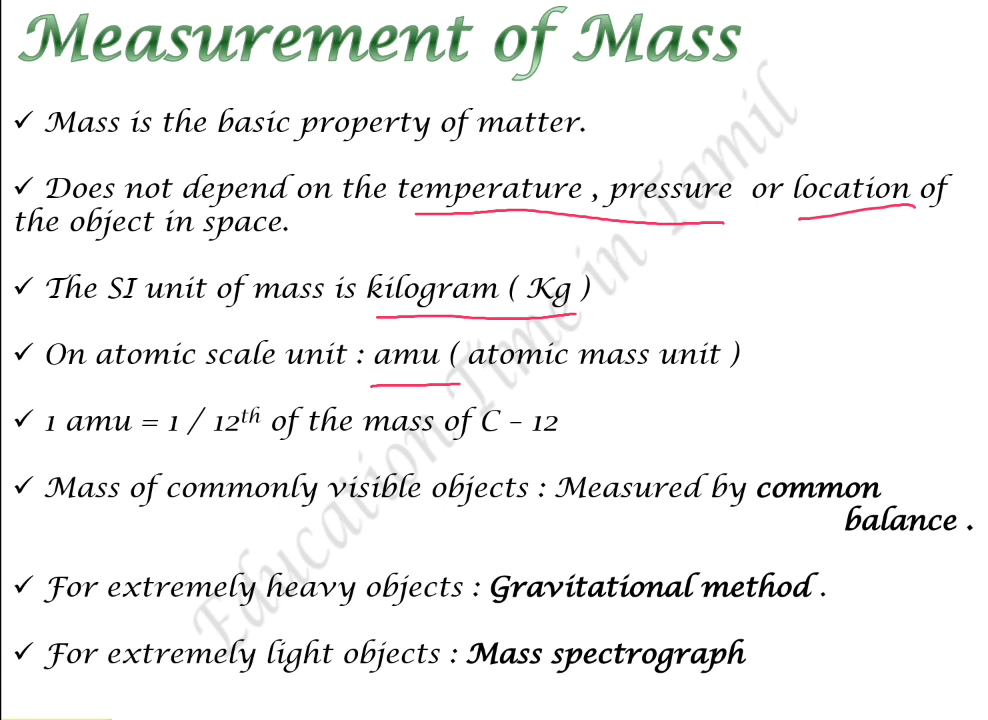 Measurement of Mass
✓ Mass is the basic property of matter.
✓ Does not depend on the temperature , pressure or location of
the object in space.
✓ The SI unit of mass is kilogram ( Kg )
✓ On atomic scale unit : amu ( atomic mass unit )
✓ 1 amu = 1 / 12th of the mass of C – 12
✓ Mass of commonly visible objects : Measured by common
balance .
✓ For extremely heavy objects : Gravitational method .
✓ For extremely light objects : Mass spectrograph
Education Time in Tamil